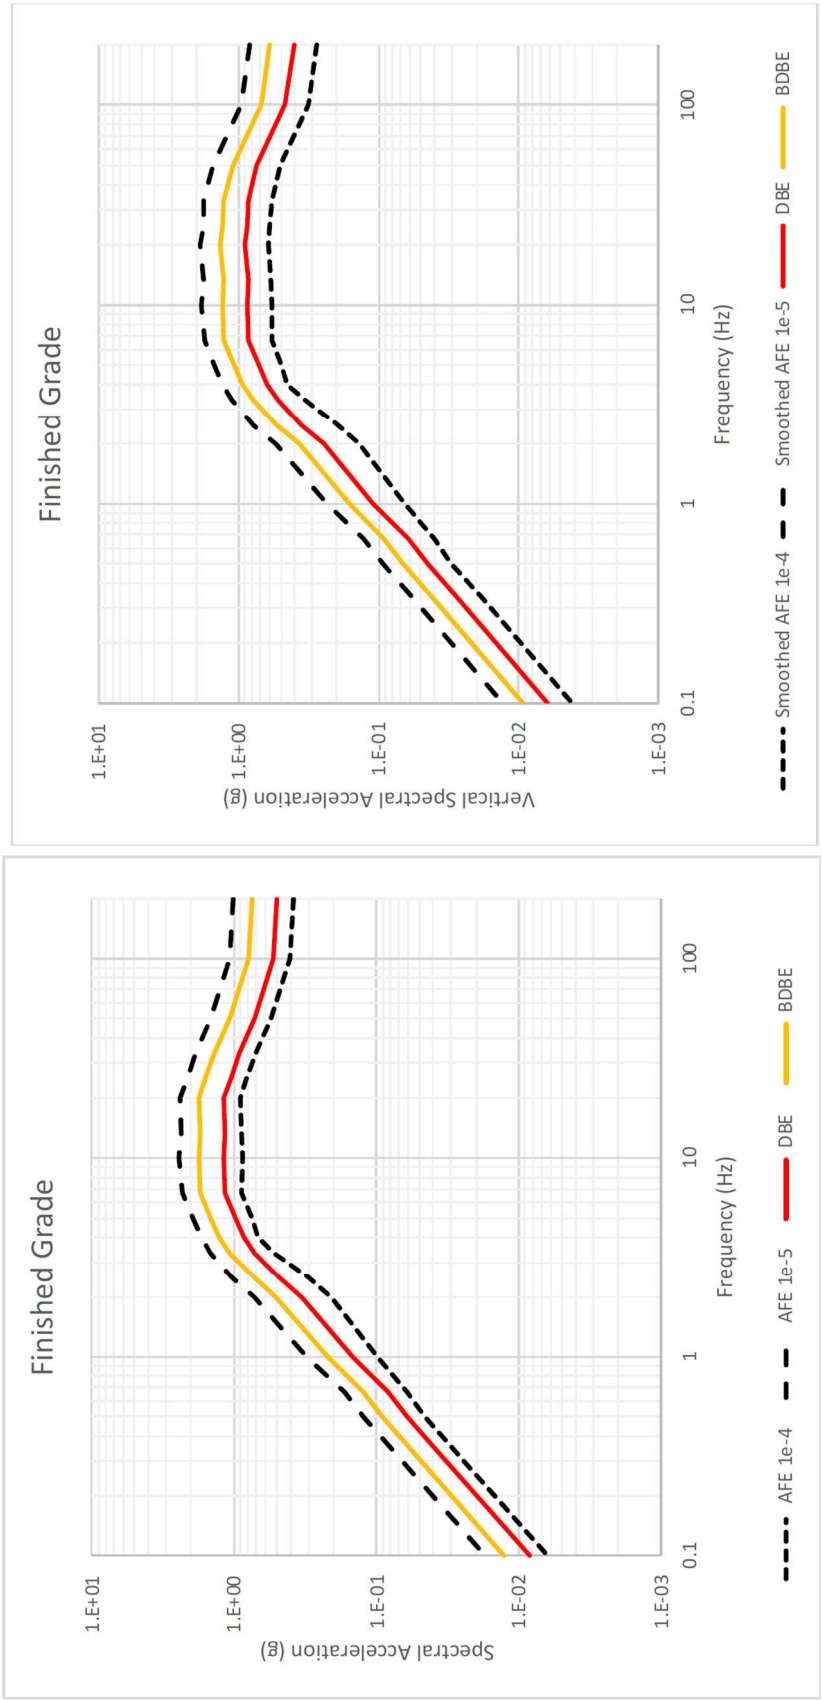 Finished Grade
Spectral Acceleration (g)
1.E+01
1.E+00
1.E-01
1.E-02
1.E-03
0.1
1
10
100
Frequency (Hz)
AFE 1e-4
AFE 1e-5
DBE
BDBE
Finished Grade
Vertical Spectral Acceleration (g)
1.E+01
1.E+00
1.E-01
1.E-02
1.E-03
0.1
1
10
100
Frequency (Hz)
Smoothed AFE 1e-4
Smoothed AFE 1e-5
DBE
BDBE